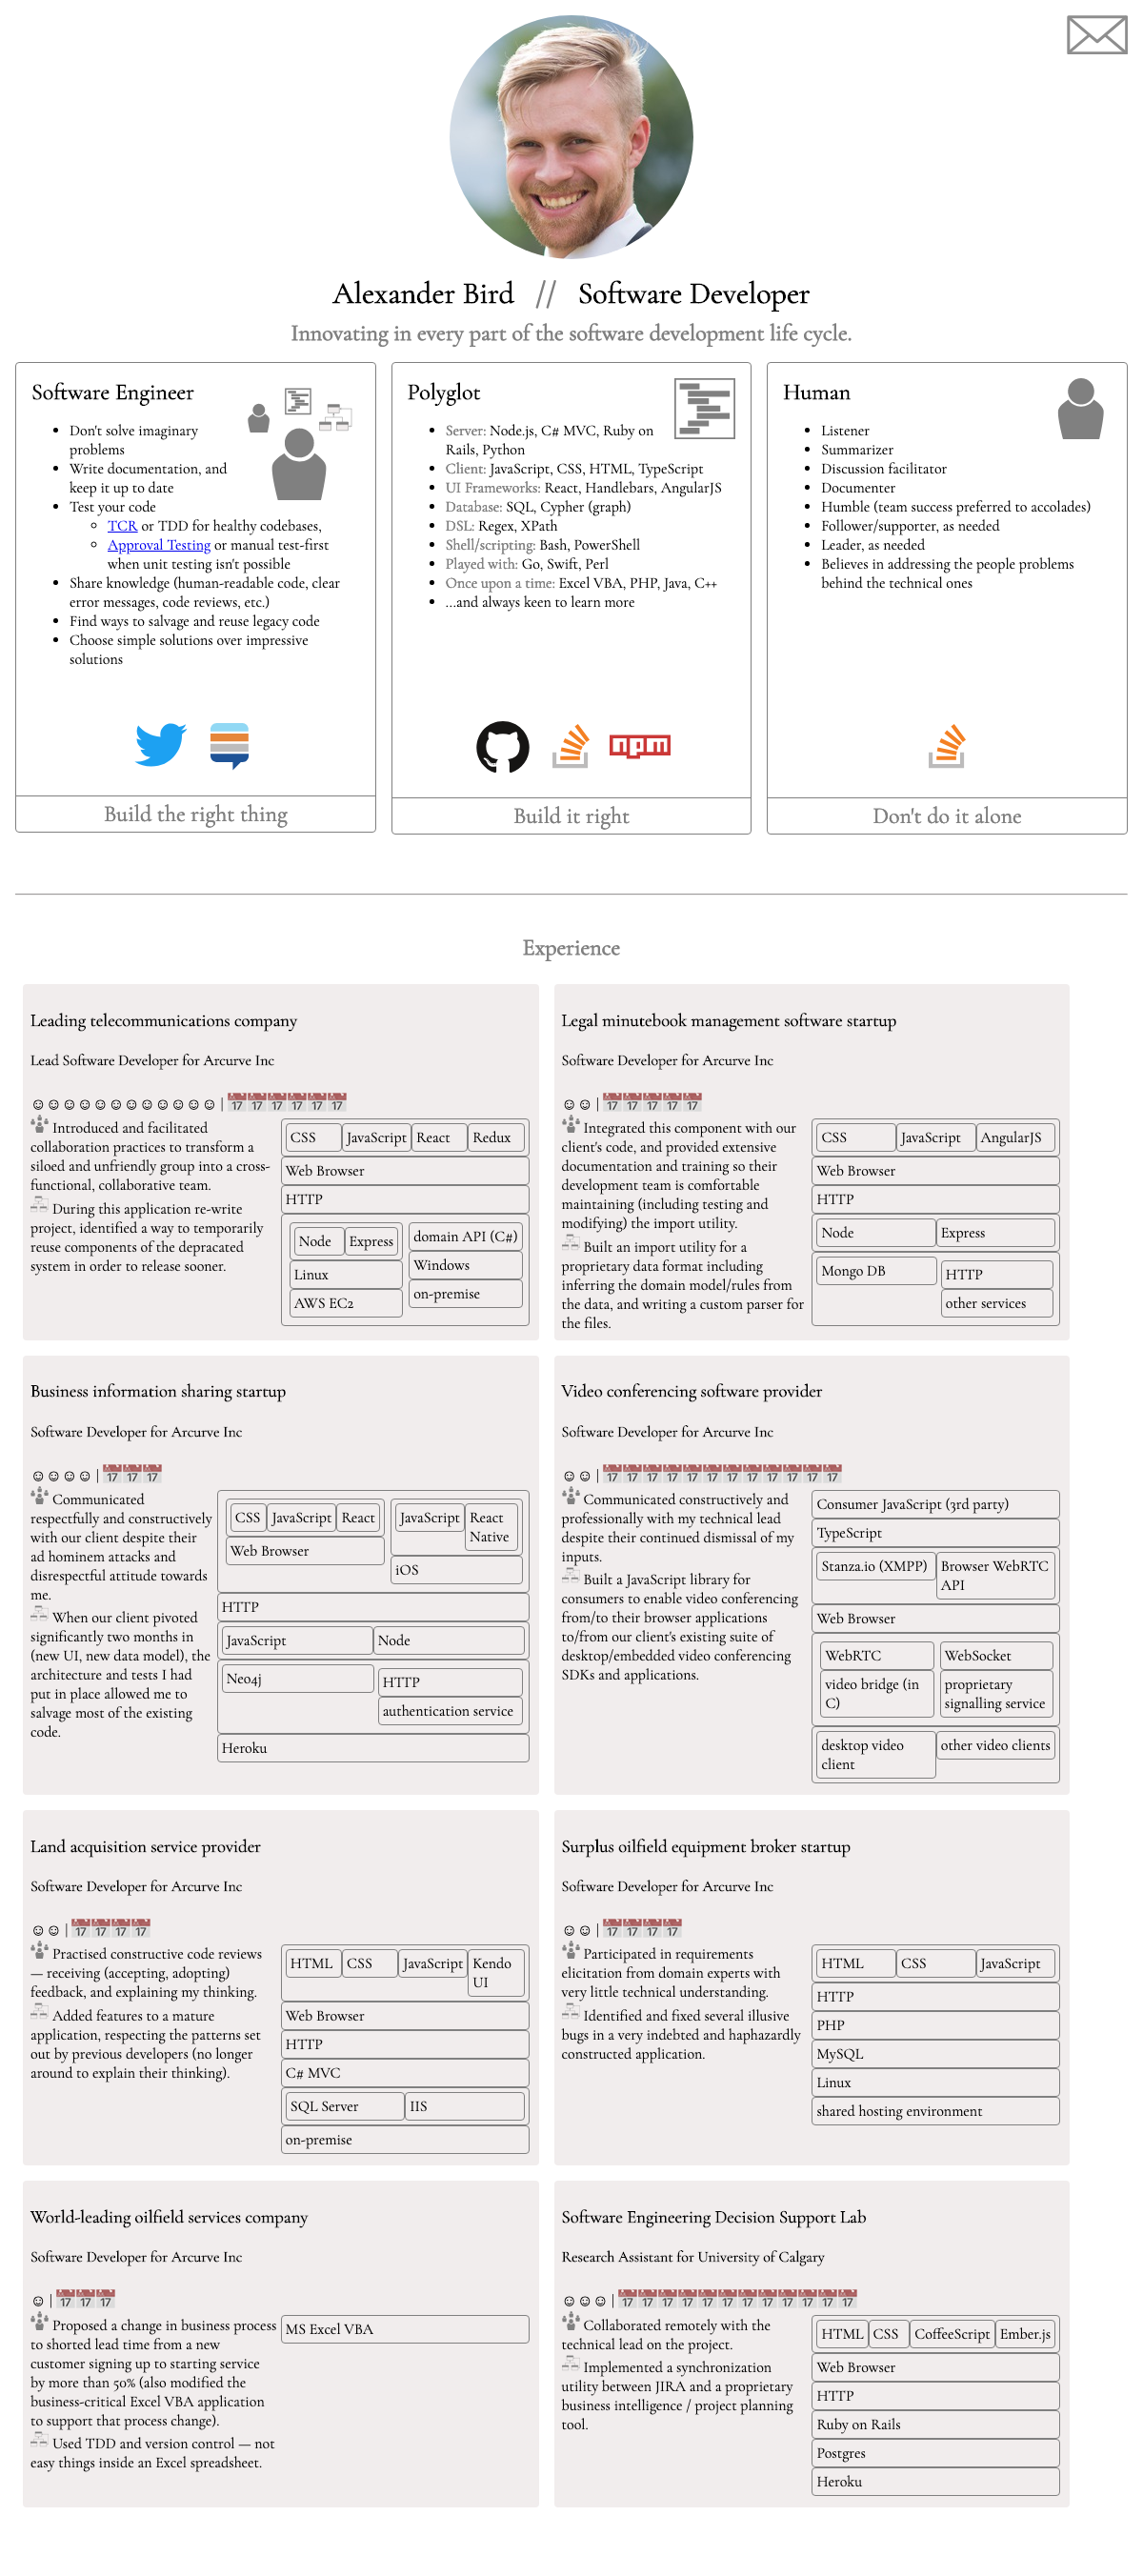 Alexander Bird // Software Developer
Innovating in every part of the software development life cycle.
Software Engineer
Don't solve imaginary
problems
Write documentation, and
keep it up to date
Test your code
TCR or TDD for healthy codebases,
Approval Testing or manual test-first
when unit testing isn't possible
Share knowledge (human-readable code, clear
error messages, code reviews, etc.)
Find ways to salvage and reuse legacy code
Choose simple solutions over impressive
solutions
Build the right thing
Polyglot
Server: Node.js, C# MVC, Ruby on
Rails, Python
Client: JavaScript, CSS, HTML, TypeScript
UI Frameworks: React, Handlebars, AngularJS
Database: SQL, Cypher (graph)
DSL: Regex, XPath
Shell/scripting: Bash, PowerShell
Played with: Go, Swift, Perl
Once upon a time: Excel VBA, PHP, Java, C++
...and always keen to learn more
npm
Build it right
Human
Listener
Summarizer
Discussion facilitator
Documenter
Humble (team success preferred to accolades)
Follower/supporter, as needed
Leader, as needed
Believes in addressing the people problems
behind the technical ones
Don't do it alone
Experience
Leading telecommunications company
Lead Software Developer for Arcurve Inc
☺☺☺☺☺☺☺☺☺☺☺☺ | 17 17 17 17 17 17
Introduced and facilitated
collaboration practices to transform a
siloed and unfriendly group into a cross-
functional, collaborative team.
During this application re-write
project, identified a way to temporarily
reuse components of the depracated
system in order to release sooner.
CSS JavaScript React Redux
Web Browser
HTTP
Node Express
Linux
AWS EC2
domain API (C#)
Windows
on-premise
Legal minutebook management software startup
Software Developer for Arcurve Inc
☺☺ | 17 17 17 17 17
Integrated this component with our
client's code, and provided extensive
documentation and training so their
development team is comfortable
maintaining (including testing and
modifying) the import utility.
Built an import utility for a
proprietary data format including
inferring the domain model/rules from
the data, and writing a custom parser for
the files.
CSS JavaScript AngularJS
Web Browser
HTTP
Node Express
Mongo DB
HTTP
other services
Business information sharing startup
Software Developer for Arcurve Inc
☺☺☺☺ | 17 17 17
Communicated
respectfully and constructively
with our client despite their
ad hominem attacks and
disrespectful attitude towards
me.
When our client pivoted
significantly two months in
(new UI, new data model), the
architecture and tests I had
put in place allowed me to
salvage most of the existing
code.
CSS JavaScript React
Web Browser
JavaScript React
Native
iOS
HTTP
JavaScript Node
Neo4j
HTTP
authentication service
Heroku
Video conferencing software provider
Software Developer for Arcurve Inc
☺☺ | 17 17 17 17 17 17 17 17 17 17 17 17
Communicated constructively and
professionally with my technical lead
despite their continued dismissal of my
inputs.
Built a JavaScript library for
consumers to enable video conferencing
from/to their browser applications
to/from our client's existing suite of
desktop/embedded video conferencing
SDKs and applications.
Consumer JavaScript (3rd party)
TypeScript
Stanza.io (XMPP) Browser WebRTC
API
Web Browser
WebRTC
video bridge (in
C)
WebSocket
proprietary
signalling service
desktop video
client
other video clients
Land acquisition service provider
Software Developer for Arcurve Inc
☺☺ | 17 17 17 17
Practised constructive code reviews
— receiving (accepting, adopting)
feedback, and explaining my thinking.
Added features to a mature
application, respecting the patterns set
out by previous developers (no longer
around to explain their thinking).
HTML CSS JavaScript Kendo
UI
Web Browser
HTTP
C# MVC
SQL Server IIS
on-premise
Surplus oilfield equipment broker startup
Software Developer for Arcurve Inc
☺☺ | 17 17 17 17
Participated in requirements
elicitation from domain experts with
very little technical understanding.
Identified and fixed several illusive
bugs in a very indebted and haphazardly
constructed application.
HTML CSS JavaScript
HTTP
PHP
MySQL
Linux
shared hosting environment
World-leading oilfield services company
Software Developer for Arcurve Inc
☺ | 17 17 17
Proposed a change in business process
to shorted lead time from a new
customer signing up to starting service
by more than 50% (also modified the
business-critical Excel VBA application
to support that process change).
Used TDD and version control — not
easy things inside an Excel spreadsheet.
MS Excel VBA
Software Engineering Decision Support Lab
Research Assistant for University of Calgary
☺☺☺ | 17 17 17 17 17 17 17 17 17 17 17 17
Collaborated remotely with the
technical lead on the project.
Implemented a synchronization
utility between JIRA and a proprietary
business intelligence / project planning
tool.
HTML CSS CoffeeScript Ember.js
Web Browser
HTTP
Ruby on Rails
Postgres
Heroku